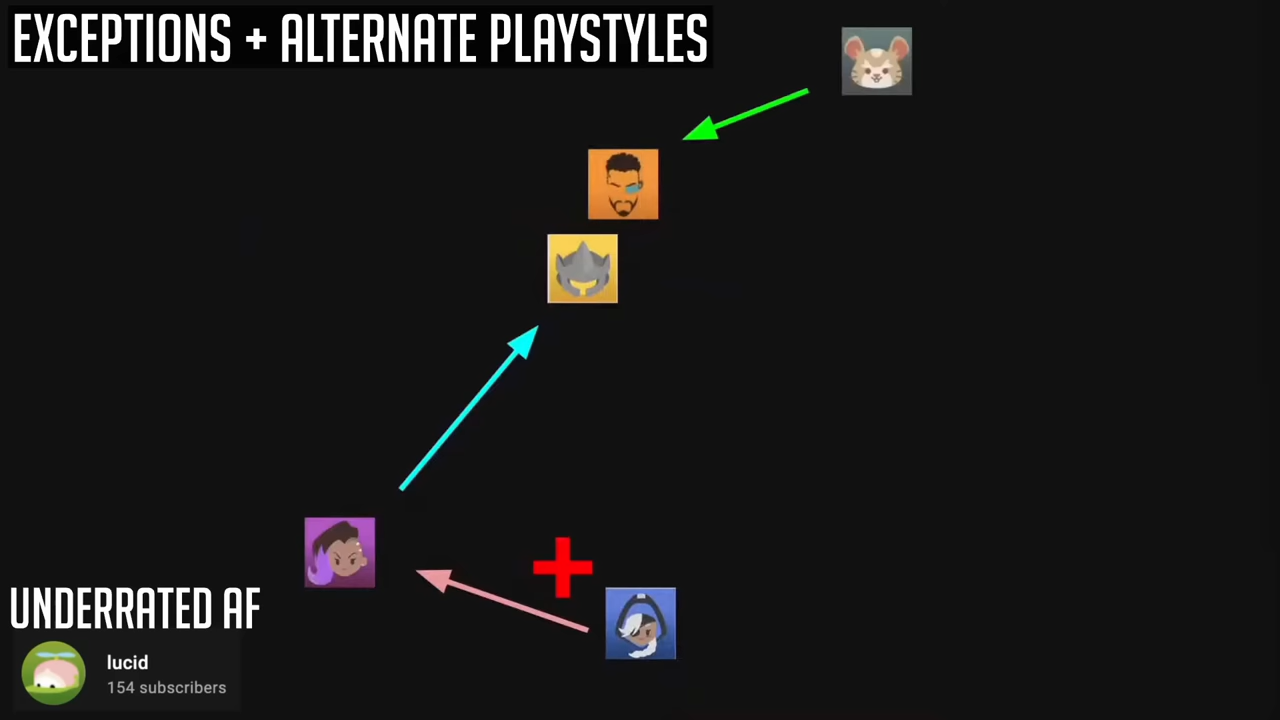 EXCEPTIONS + ALTERNATE PLAYSTYLES
UNDERRATED AF
lucid
154 subscribers